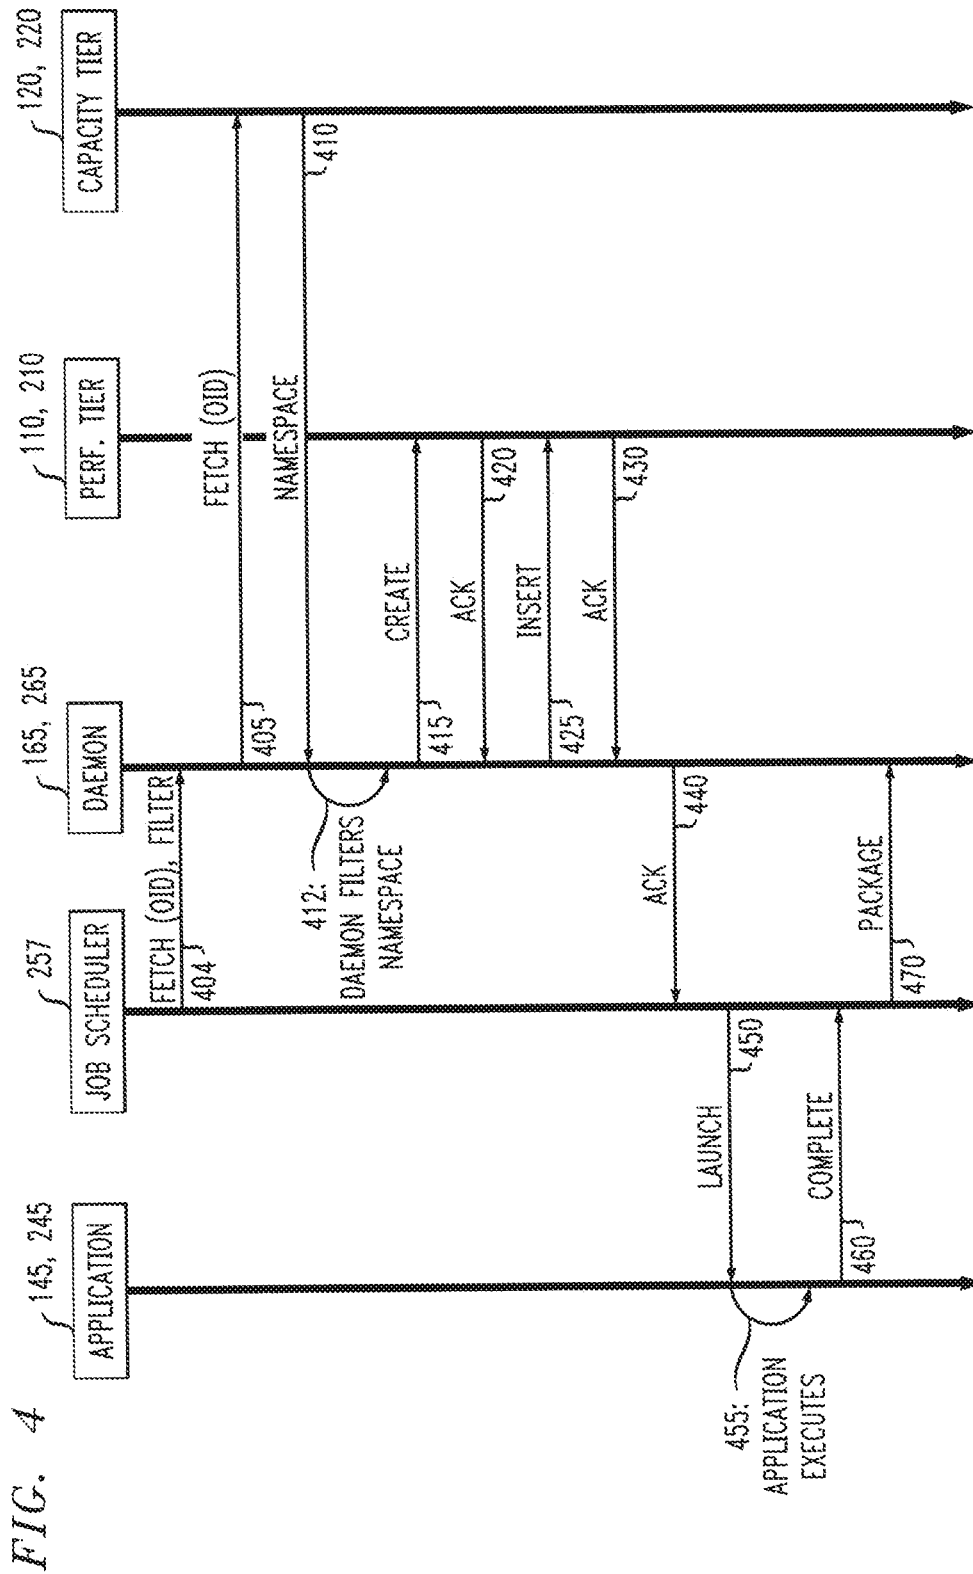 FIG. 4
145, 245
APPLICATION
257
JOB SCHEDULER
165, 265
DAEMON
110, 210
PERF. TIER
120, 220
CAPACITY TIER
FETCH (OID), FILTER
404
FETCH (OID)
405
NAMESPACE
410
412:
DAEMON FILTERS
NAMESPACE
CREATE
415
ACK
420
INSERT
425
ACK
430
ACK
440
LAUNCH
450
455:
APPLICATION
EXECUTES
COMPLETE
460
PACKAGE
470